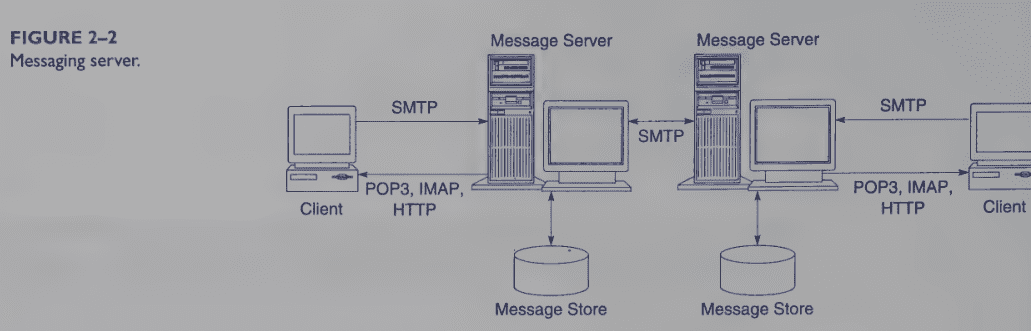 FIGURE 2–2
Messaging server.
Message Server
Message Server
SMTP
SMTP
SMTP
POP3, IMAP,
HTTP
POP3, IMAP,
HTTP
Client
Client
Message Store
Message Store